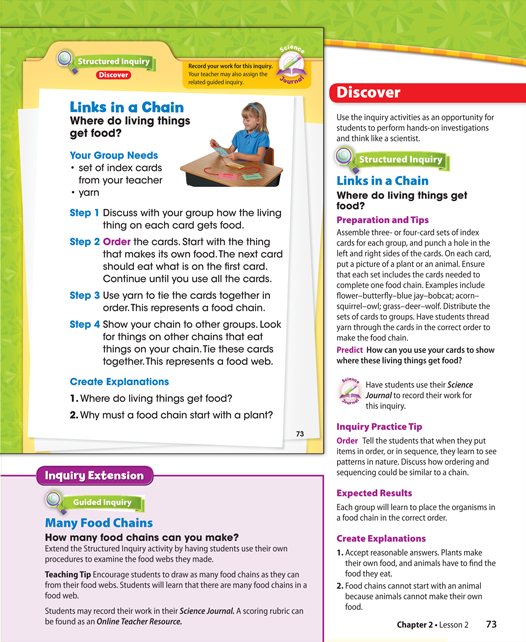 Structured Inquiry
Discover
Record your work for this inquiry.
Your teacher may also assign the
related guided inquiry.
Science
Journal
Links in a Chain
Where do living things
get food?
Your Group Needs
• set of index cards
from your teacher
• yarn
Step 1 Discuss with your group how the living
thing on each card gets food.
Step 2 Order the cards. Start with the thing
that makes its own food. The next card
should eat what is on the first card.
Continue until you use all the cards.
Step 3 Use yarn to tie the cards together in
order. This represents a food chain.
Step 4 Show your chain to other groups. Look
for things on other chains that eat
things on your chain. Tie these cards
together. This represents a food web.
Create Explanations
1. Where do living things get food?
2. Why must a food chain start with a plant?
73
Inquiry Extension
Guided Inquiry
Many Food Chains
How many food chains can you make?
Extend the Structured Inquiry activity by having students use their own
procedures to examine the food webs they made.
Teaching Tip Encourage students to draw as many food chains as they can
from their food webs. Students will learn that there are many food chains in a
food web.
Students may record their work in their Science Journal. A scoring rubric can
be found as an Online Teacher Resource.
Discover
Use the inquiry activities as an opportunity for
students to perform hands-on investigations
and think like a scientist.
Structured Inquiry
Links in a Chain
Where do living things get
food?
Preparation and Tips
Assemble three- or four-card sets of index
cards for each group, and punch a hole in the
left and right sides of the cards. On each card,
put a picture of a plant or an animal. Ensure
that each set includes the cards needed to
complete one food chain. Examples include
flower–butterfly–blue jay–bobcat; acorn–
squirrel–owl; grass–deer–wolf. Distribute the
sets of cards to groups. Have students thread
yarn through the cards in the correct order to
make the food chain.
Predict How can you use your cards to show
where these living things get food?
Science
Journal
Have students use their Science
Journal to record their work for
this inquiry.
Inquiry Practice Tip
Order Tell the students that when they put
items in order, or in sequence, they learn to see
patterns in nature. Discuss how ordering and
sequencing could be similar to a chain.
Expected Results
Each group will learn to place the organisms in
a food chain in the correct order.
Create Explanations
1. Accept reasonable answers. Plants make
their own food, and animals have to find the
food they eat.
2. Food chains cannot start with an animal
because animals cannot make their own
food.
Chapter 2 • Lesson 2 73